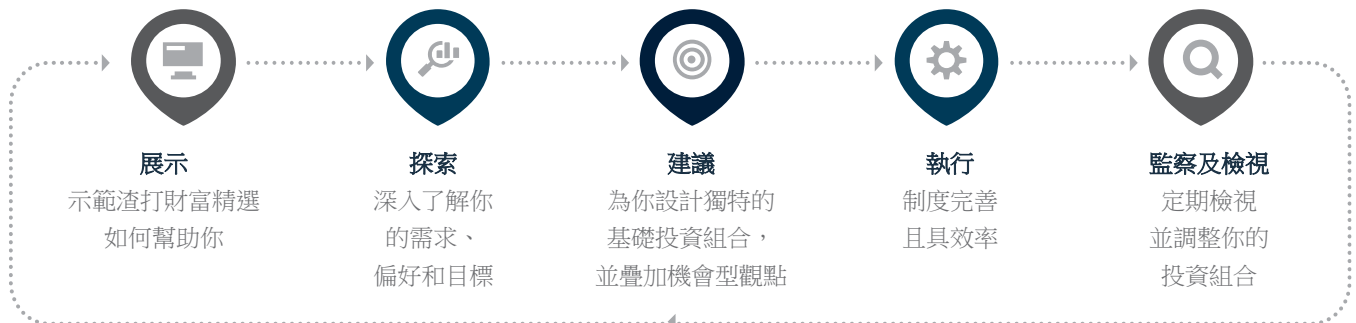 展示
示範渣打財富精選
如何幫助你
探索
深入了解你
的需求、
偏好和目標
建議
為你設計獨特的
基礎投資組合，
並疊加機會型觀點
執行
制度完善
且具效率
監察及檢視
定期檢視
並調整你的
投資組合